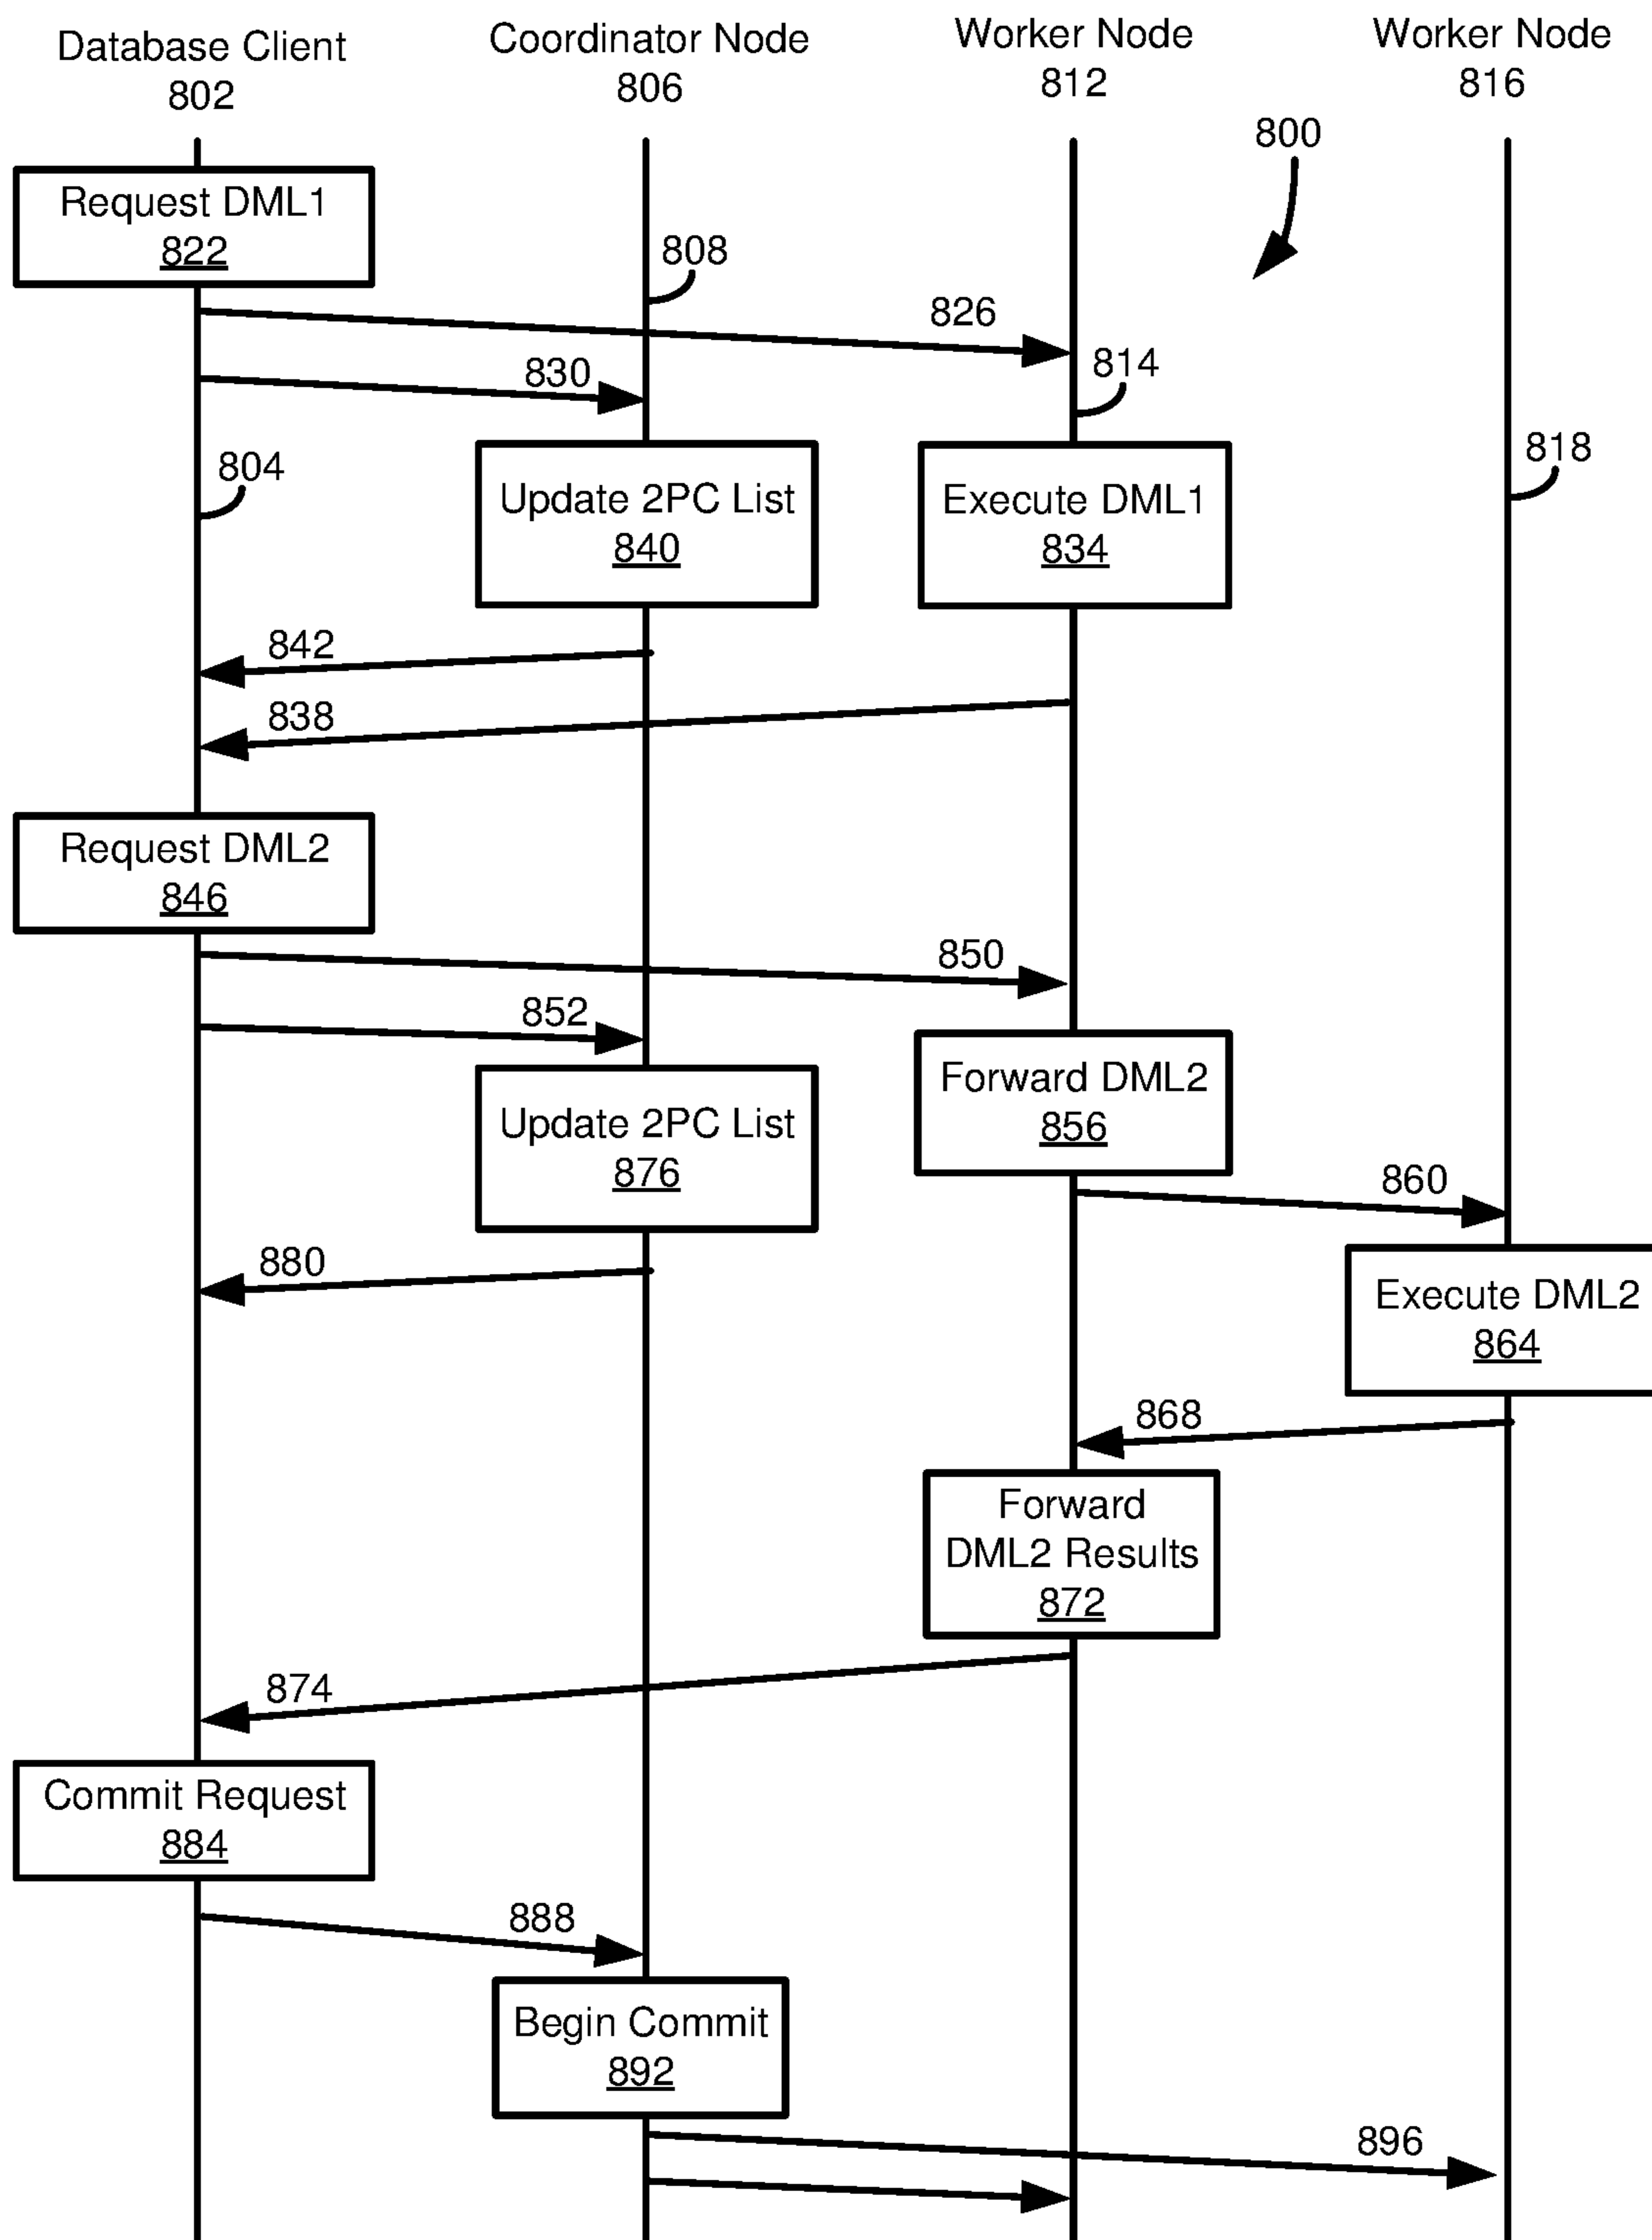 Database Client
802
Coordinator Node
806
Worker Node
812
Worker Node
816
800
Request DML1
822
808
826
814
830
804
818
Update 2PC List
840
Execute DML1
834
842
838
Request DML2
846
850
852
Forward DML2
856
Update 2PC List
876
860
880
Execute DML2
864
868
Forward
DML2 Results
872
874
Commit Request
884
888
Begin Commit
892
896